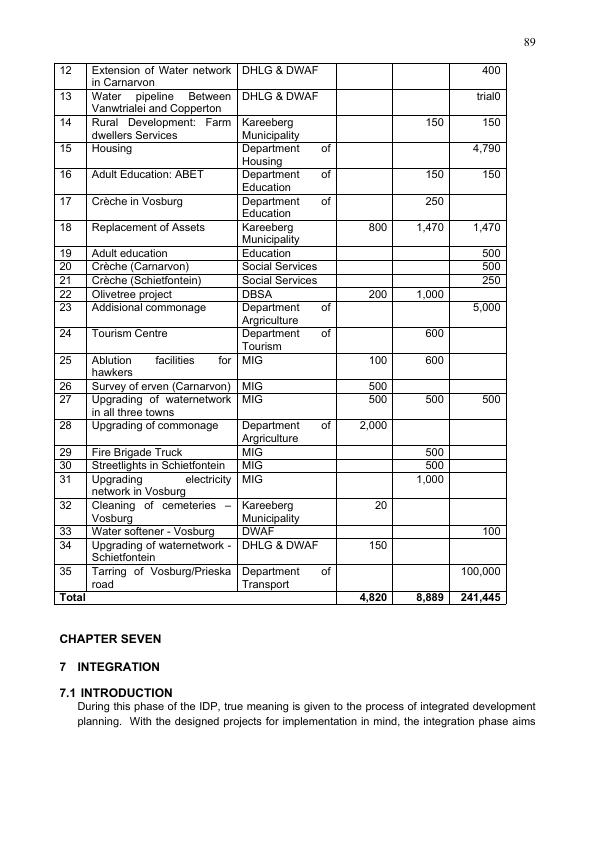 89
12 Extension of Water network DHLG & DWAF 400
in Carnarvon
13 Water pipeline Between DHLG & DWAF trial0
Vanwtrialei and Copperton
14 Rural Development: Farm Kareeberg 150 150
dwellers Services Municipality
15 Housing Department of 4,790
Housing
16 Adult Education: ABET Department of 150 150
Education
17 Crèche in Vosburg Department of 250
Education
18 Replacement of Assets Kareeberg 800 1,470 1,470
Municipality
19 Adult education Education 500
20 Crèche (Carnarvon) Social Services 500
21 Crèche (Schietfontein) Social Services 250
22 Olivetree project DBSA 200 1,000
23 Addisional commonage Department of 5,000
Argriculture
24 Tourism Centre Department of 600
Tourism
25 Ablution facilities for MIG 100 600
hawkers
26 Survey of erven (Carnarvon) MIG 500
27 Upgrading of waternetwork MIG 500 500 500
in all three towns
28 Upgrading of commonage Department of 2,000
Argriculture
29 Fire Brigade Truck MIG 500
30 Streetlights in Schietfontein MIG 500
31 Upgrading electricity MIG 1,000
network in Vosburg
32 Cleaning of cemeteries – Kareeberg 20
Vosburg Municipality
33 Water softener - Vosburg DWAF 100
34 Upgrading of waternetwork - DHLG & DWAF 150
Schietfontein
35 Tarring of Vosburg/Prieska Department of 100,000
road Transport
Total 4,820 8,889 241,445
CHAPTER SEVEN
7 INTEGRATION
7.1 INTRODUCTION
During this phase of the IDP, true meaning is given to the process of integrated development
planning. With the designed projects for implementation in mind, the integration phase aims